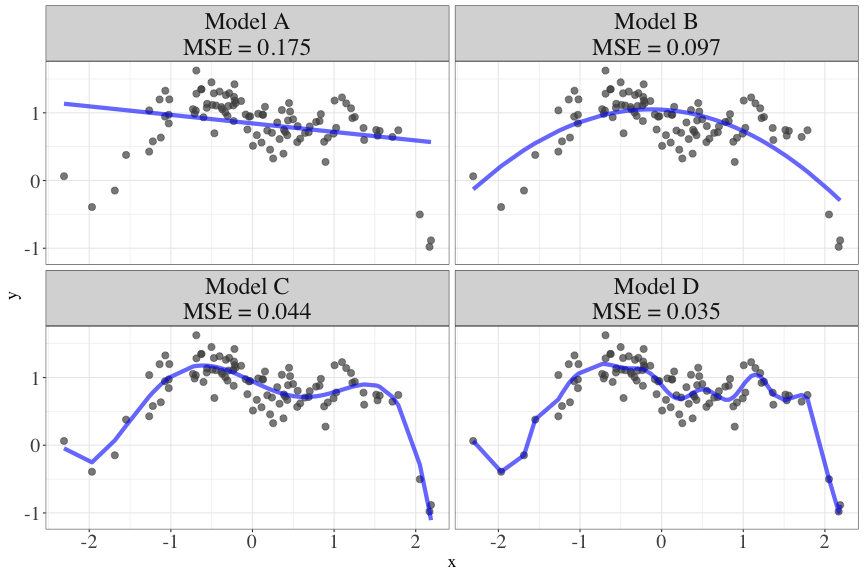 Model A
MSE = 0.175
Model B
MSE = 0.097
1
0
-1
Model C
MSE = 0.044
Model D
MSE = 0.035
1
0
-1
-2 -1 0 1 2
-2 -1 0 1 2
x
y